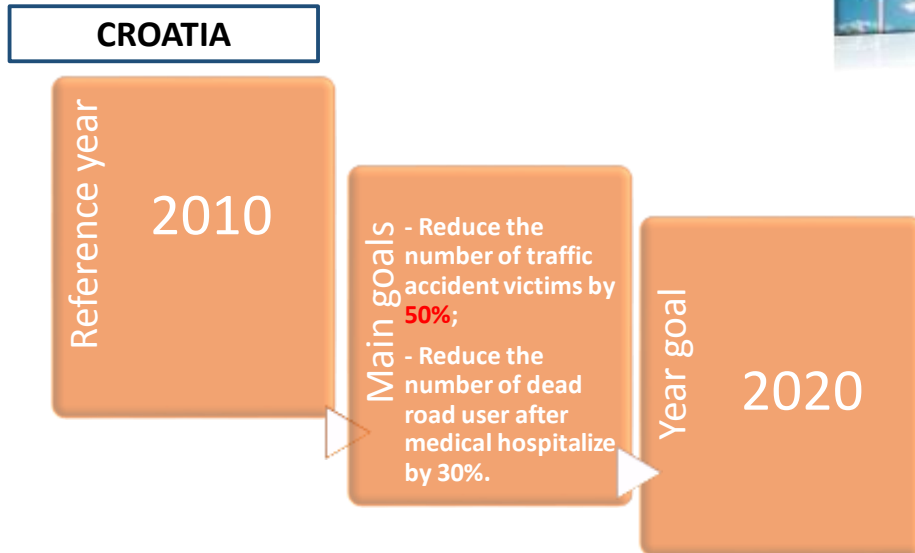 CROATIA
Reference year
2010
Main goals
- Reduce the
number of traffic
accident victims by
50%;
- Reduce the
number of dead
road user after
medical hospitalize
by 30%.
Year goal
2020